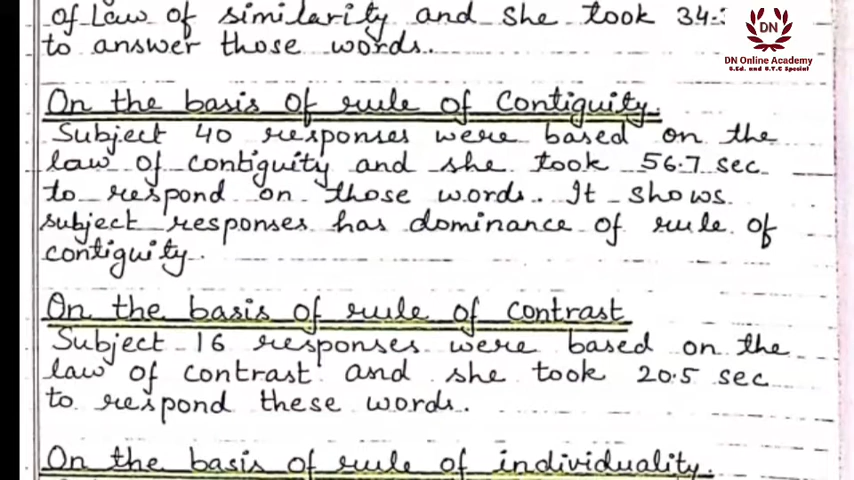 of Law of similarity and she took 34.
to answer those words.
DN
DN Online Academy
B.Ed. and B.T.C Special
On the basis of rule of Contiguity.
Subject 40 responses were based on the
law of contiguity and she took 56.7 sec
to respond on those words. It shows
subject responses has dominance of rule of
contiguity.
On the basis of rule of contrast
Subject 16 responses were based on the
law of contrast and she took 20.5 sec
to respond these words.
On the basis of rule of individuality.